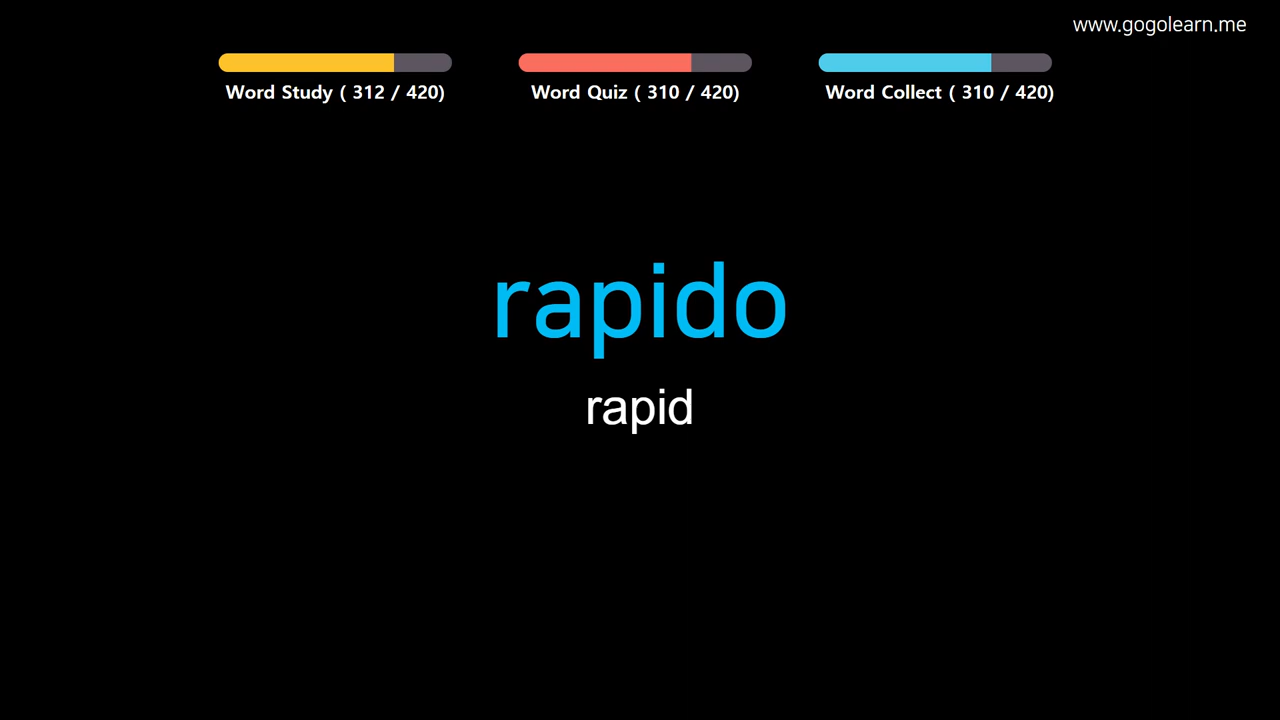 www.gogolearn.me
Word Study ( 312 / 420)
Word Quiz ( 310 / 420)
Word Collect ( 310 / 420)
rapido
rapid